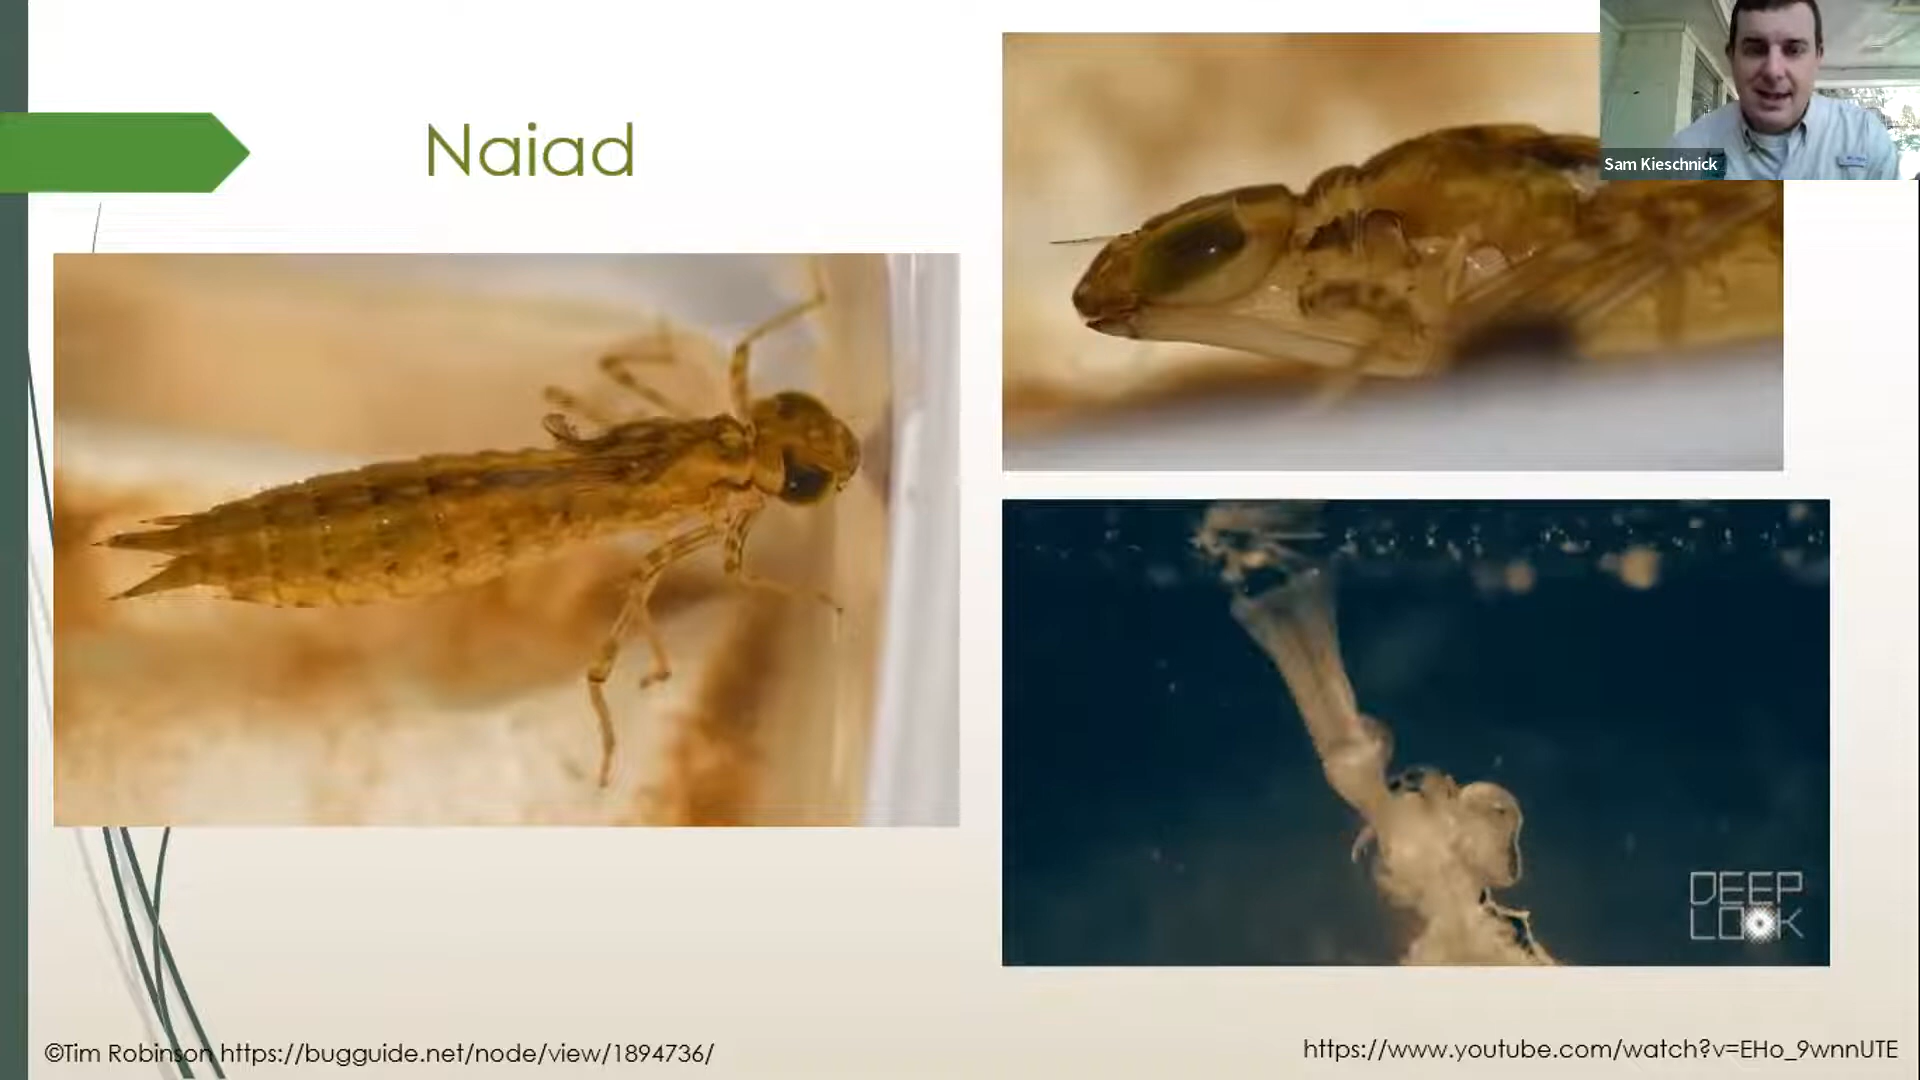 Naiad
Sam Kieschnick
DEEP
LOOK
©Tim Robinson https://bugguide.net/node/view/1894736/
https://www.youtube.com/watch?v=EHo_9wnnUTE